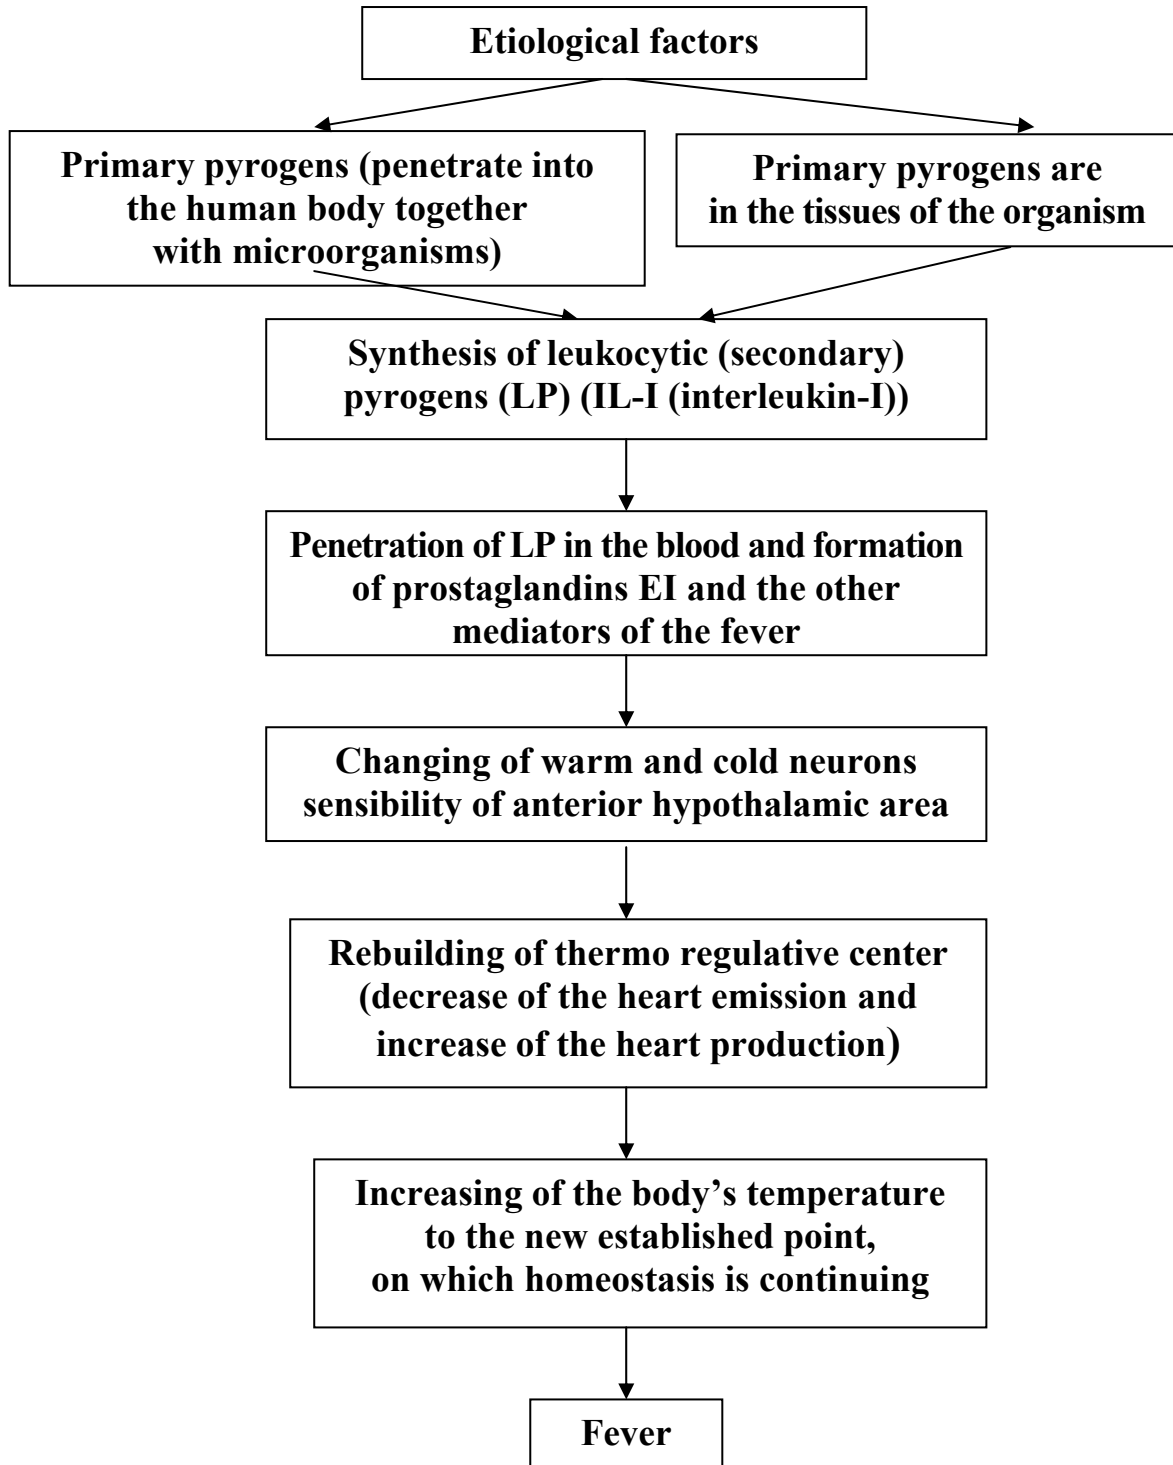 Etiological factors
Primary pyrogens (penetrate into
the human body together
with microorganisms)
Primary pyrogens are
in the tissues of the organism
Synthesis of leukocytic (secondary)
pyrogens (LP) (IL-I (interleukin-I))
Penetration of LP in the blood and formation
of prostaglandins EI and the other
mediators of the fever
Changing of warm and cold neurons
sensibility of anterior hypothalamic area
Rebuilding of thermo regulative center
(decrease of the heart emission and
increase of the heart production)
Increasing of the body’s temperature
to the new established point,
on which homeostasis is continuing
Fever